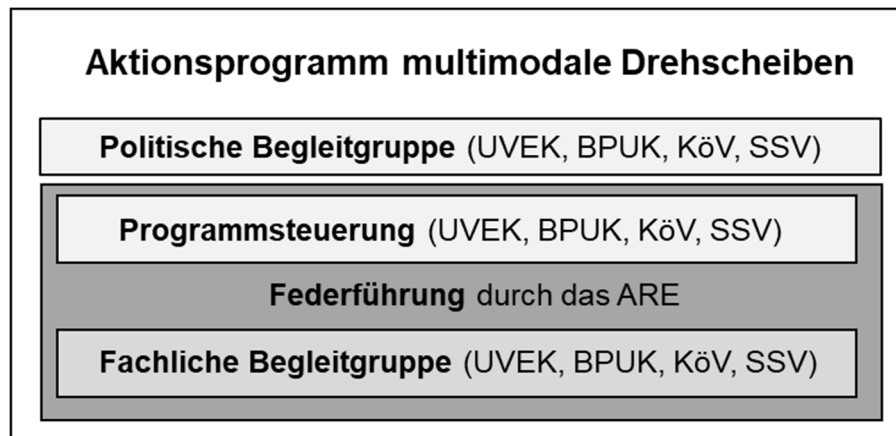 Aktionsprogramm multimodale Drehscheiben
Politische Begleitgruppe (UVEK, BPUK, KöV, SSV)
Programmsteuerung (UVEK, BPUK, KöV, SSV)
Federführung durch das ARE
Fachliche Begleitgruppe (UVEK, BPUK, KöV, SSV)